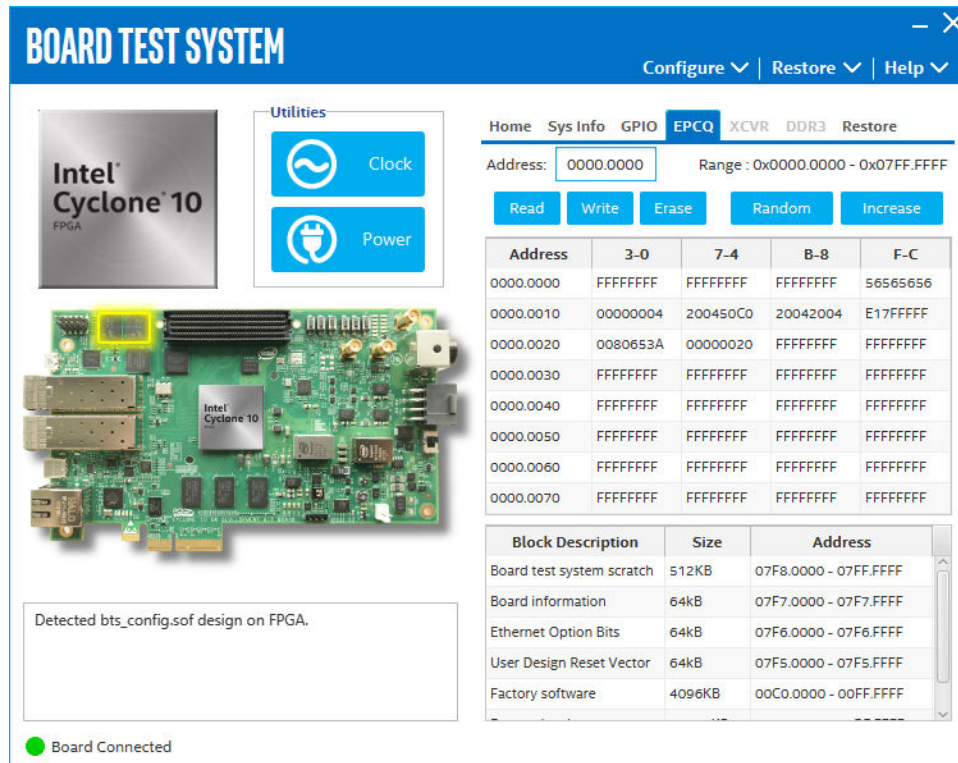 BOARD TEST SYSTEM
Configure | Restore | Help
Intel®
Cyclone® 10
FPGA
Utilities
Clock
Power
Intel
Cyclone 10
Detected bts_config.sof design on FPGA.
Board Connected
Home Sys Info GPIO EPCQ XCVR DDR3 Restore
Address: 0000.0000 Range : 0x0000.0000 - 0x07FF.FFFF
Read Write Erase Random Increase
Address 3-0 7-4 B-8 F-C
0000.0000 FFFFFFFF FFFFFFFF FFFFFFFF 56565656
0000.0010 00000004 200450C0 20042004 E17FFFFF
0000.0020 0080653A 00000020 FFFFFFFF FFFFFFFF
0000.0030 FFFFFFFF FFFFFFFF FFFFFFFF FFFFFFFF
0000.0040 FFFFFFFF FFFFFFFF FFFFFFFF FFFFFFFF
0000.0050 FFFFFFFF FFFFFFFF FFFFFFFF FFFFFFFF
0000.0060 FFFFFFFF FFFFFFFF FFFFFFFF FFFFFFFF
0000.0070 FFFFFFFF FFFFFFFF FFFFFFFF FFFFFFFF
Block Description Size Address
Board test system scratch 512KB 07F8.0000 - 07FF.FFFF
Board information 64kB 07F7.0000 - 07F7.FFFF
Ethernet Option Bits 64kB 07F6.0000 - 07F6.FFFF
User Design Reset Vector 64kB 07F5.0000 - 07F5.FFFF
Factory software 4096KB 00C0.0000 - 00FF.FFFF